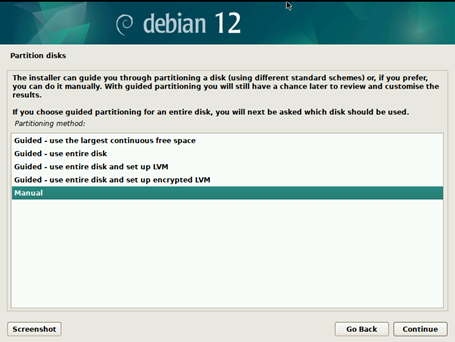 debian 12
Partition disks
The installer can guide you through partitioning a disk (using different standard schemes) or, if you prefer,
you can do it manually. With guided partitioning you will still have a chance later to review and customise the
results.
If you choose guided partitioning for an entire disk, you will next be asked which disk should be used.
Partitioning method:
Guided - use the largest continuous free space
Guided - use entire disk
Guided - use entire disk and set up LVM
Guided - use entire disk and set up encrypted LVM
Manual
Screenshot
Go Back
Continue